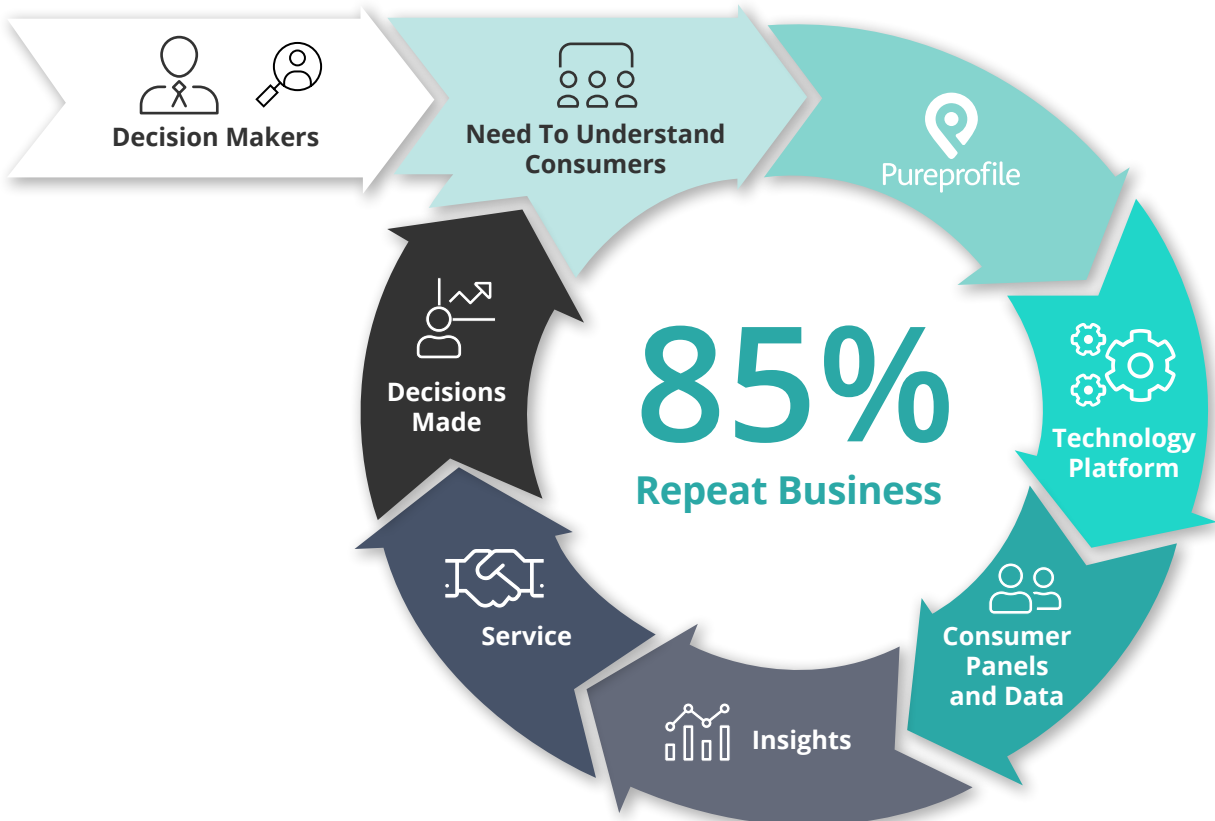 Decision Makers
Need To Understand
Consumers
Pureprofile
Technology
Platform
Consumer
Panels
and Data
Insights
Service
Decisions
Made
85%
Repeat Business